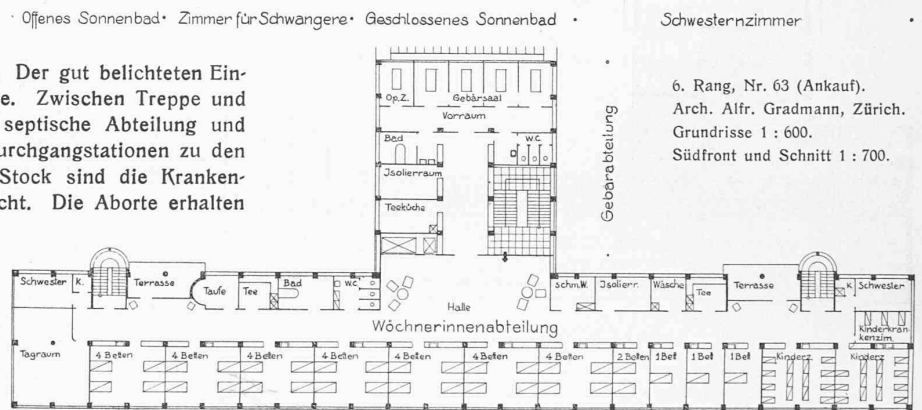 Offenes Sonnenbad • Zimmer für Schwangere • Geschlossenes Sonnenbad •
Schwesternzimmer
Der gut belichteten Ein-
e. Zwischen Treppe und
septische Abteilung und
urchgangstationen zu den
Stock sind die Kranken-
cht. Die Aborte erhalten
6. Rang, Nr. 63 (Ankauf).
Arch. Alfr. Gradmann, Zürich.
Grundrisse 1 : 600.
Südfront und Schnitt 1 : 700.
Op.Z. Gebärsaal
Vorraum
Bad W.C.
Isolierraum
Teeküche
Gebärabteilung
Schwester K. Terrasse Taufe Tee Bad W.C. Schm.W. Isolierr. Wäsche Tee Terrasse K. Schwester
Halle
Wöchnerinnenabteilung
Kinderkran-
kenzim.
Tagraum 4 Betten 4 Betten 4 Betten 4 Betten 4 Betten 4 Betten 4 Betten 2 Betten 1 Bet 1 Bet 1 Bet Kinderz. Kinderz.